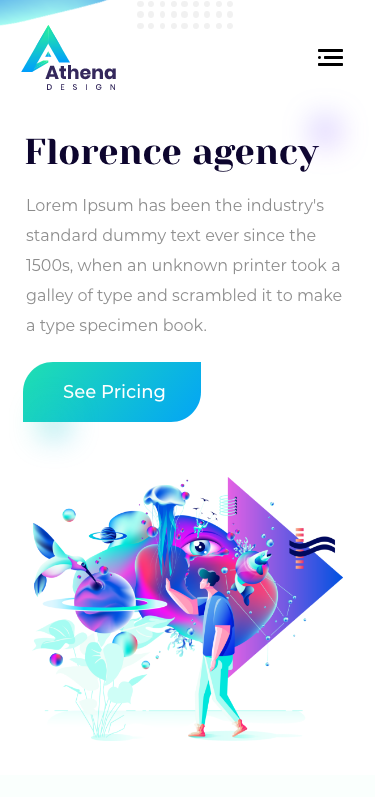 Athena
DESIGN
Florence agency
Lorem Ipsum has been the industry's
standard dummy text ever since the
1500s, when an unknown printer took a
galley of type and scrambled it to make
a type specimen book.
See Pricing